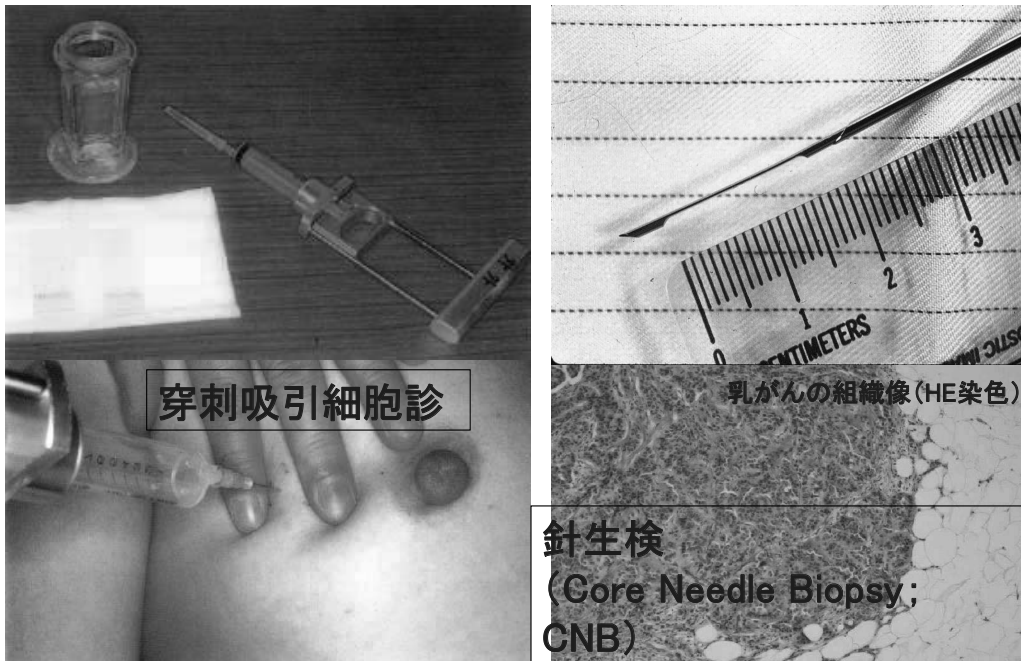 穿刺吸引細胞診
0 1 2 3
CENTIMETERS
乳がんの組織像(HE染色)
針生検
(Core Needle Biopsy;
CNB)